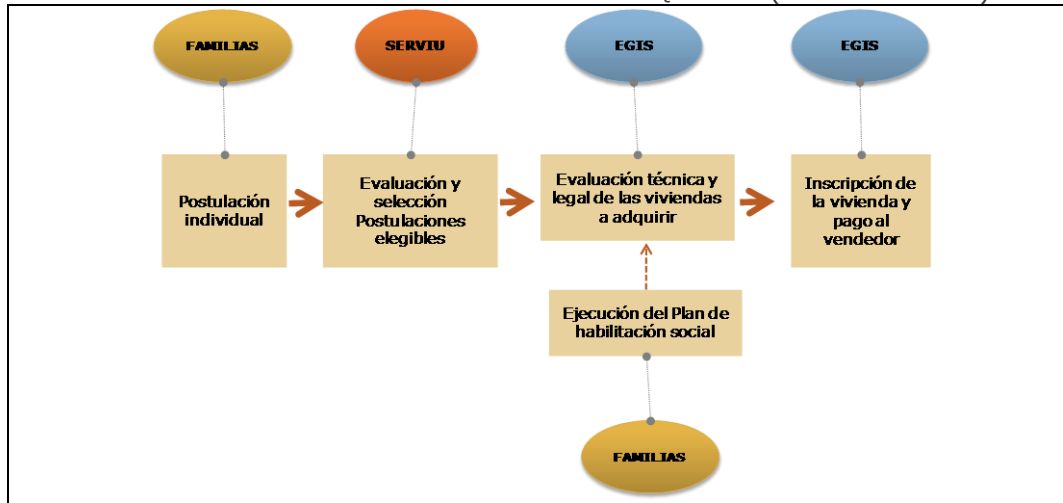 FAMILIAS
SERVIU
EGIS
EGIS
Postulación
individual
Evaluación y
selección
Postulaciones
elegibles
Evaluación técnica y
legal de las viviendas
a adquirir
Inscripción de
la vivienda y
pago al
vendedor
Ejecución del Plan de
habilitación social
FAMILIAS